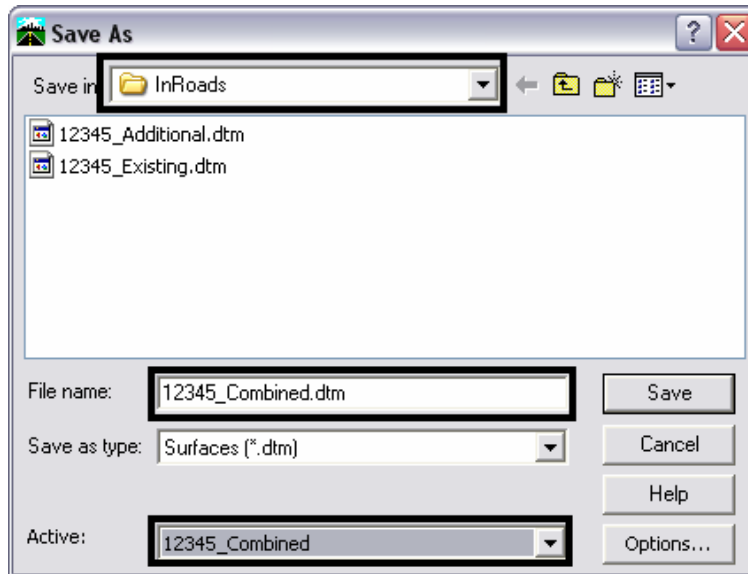 Save As
Save in InRoads
12345_Additional.dtm
12345_Existing.dtm
File name: 12345_Combined.dtm Save
Save as type: Surfaces (*.dtm) Cancel
Help
Active: 12345_Combined Options...